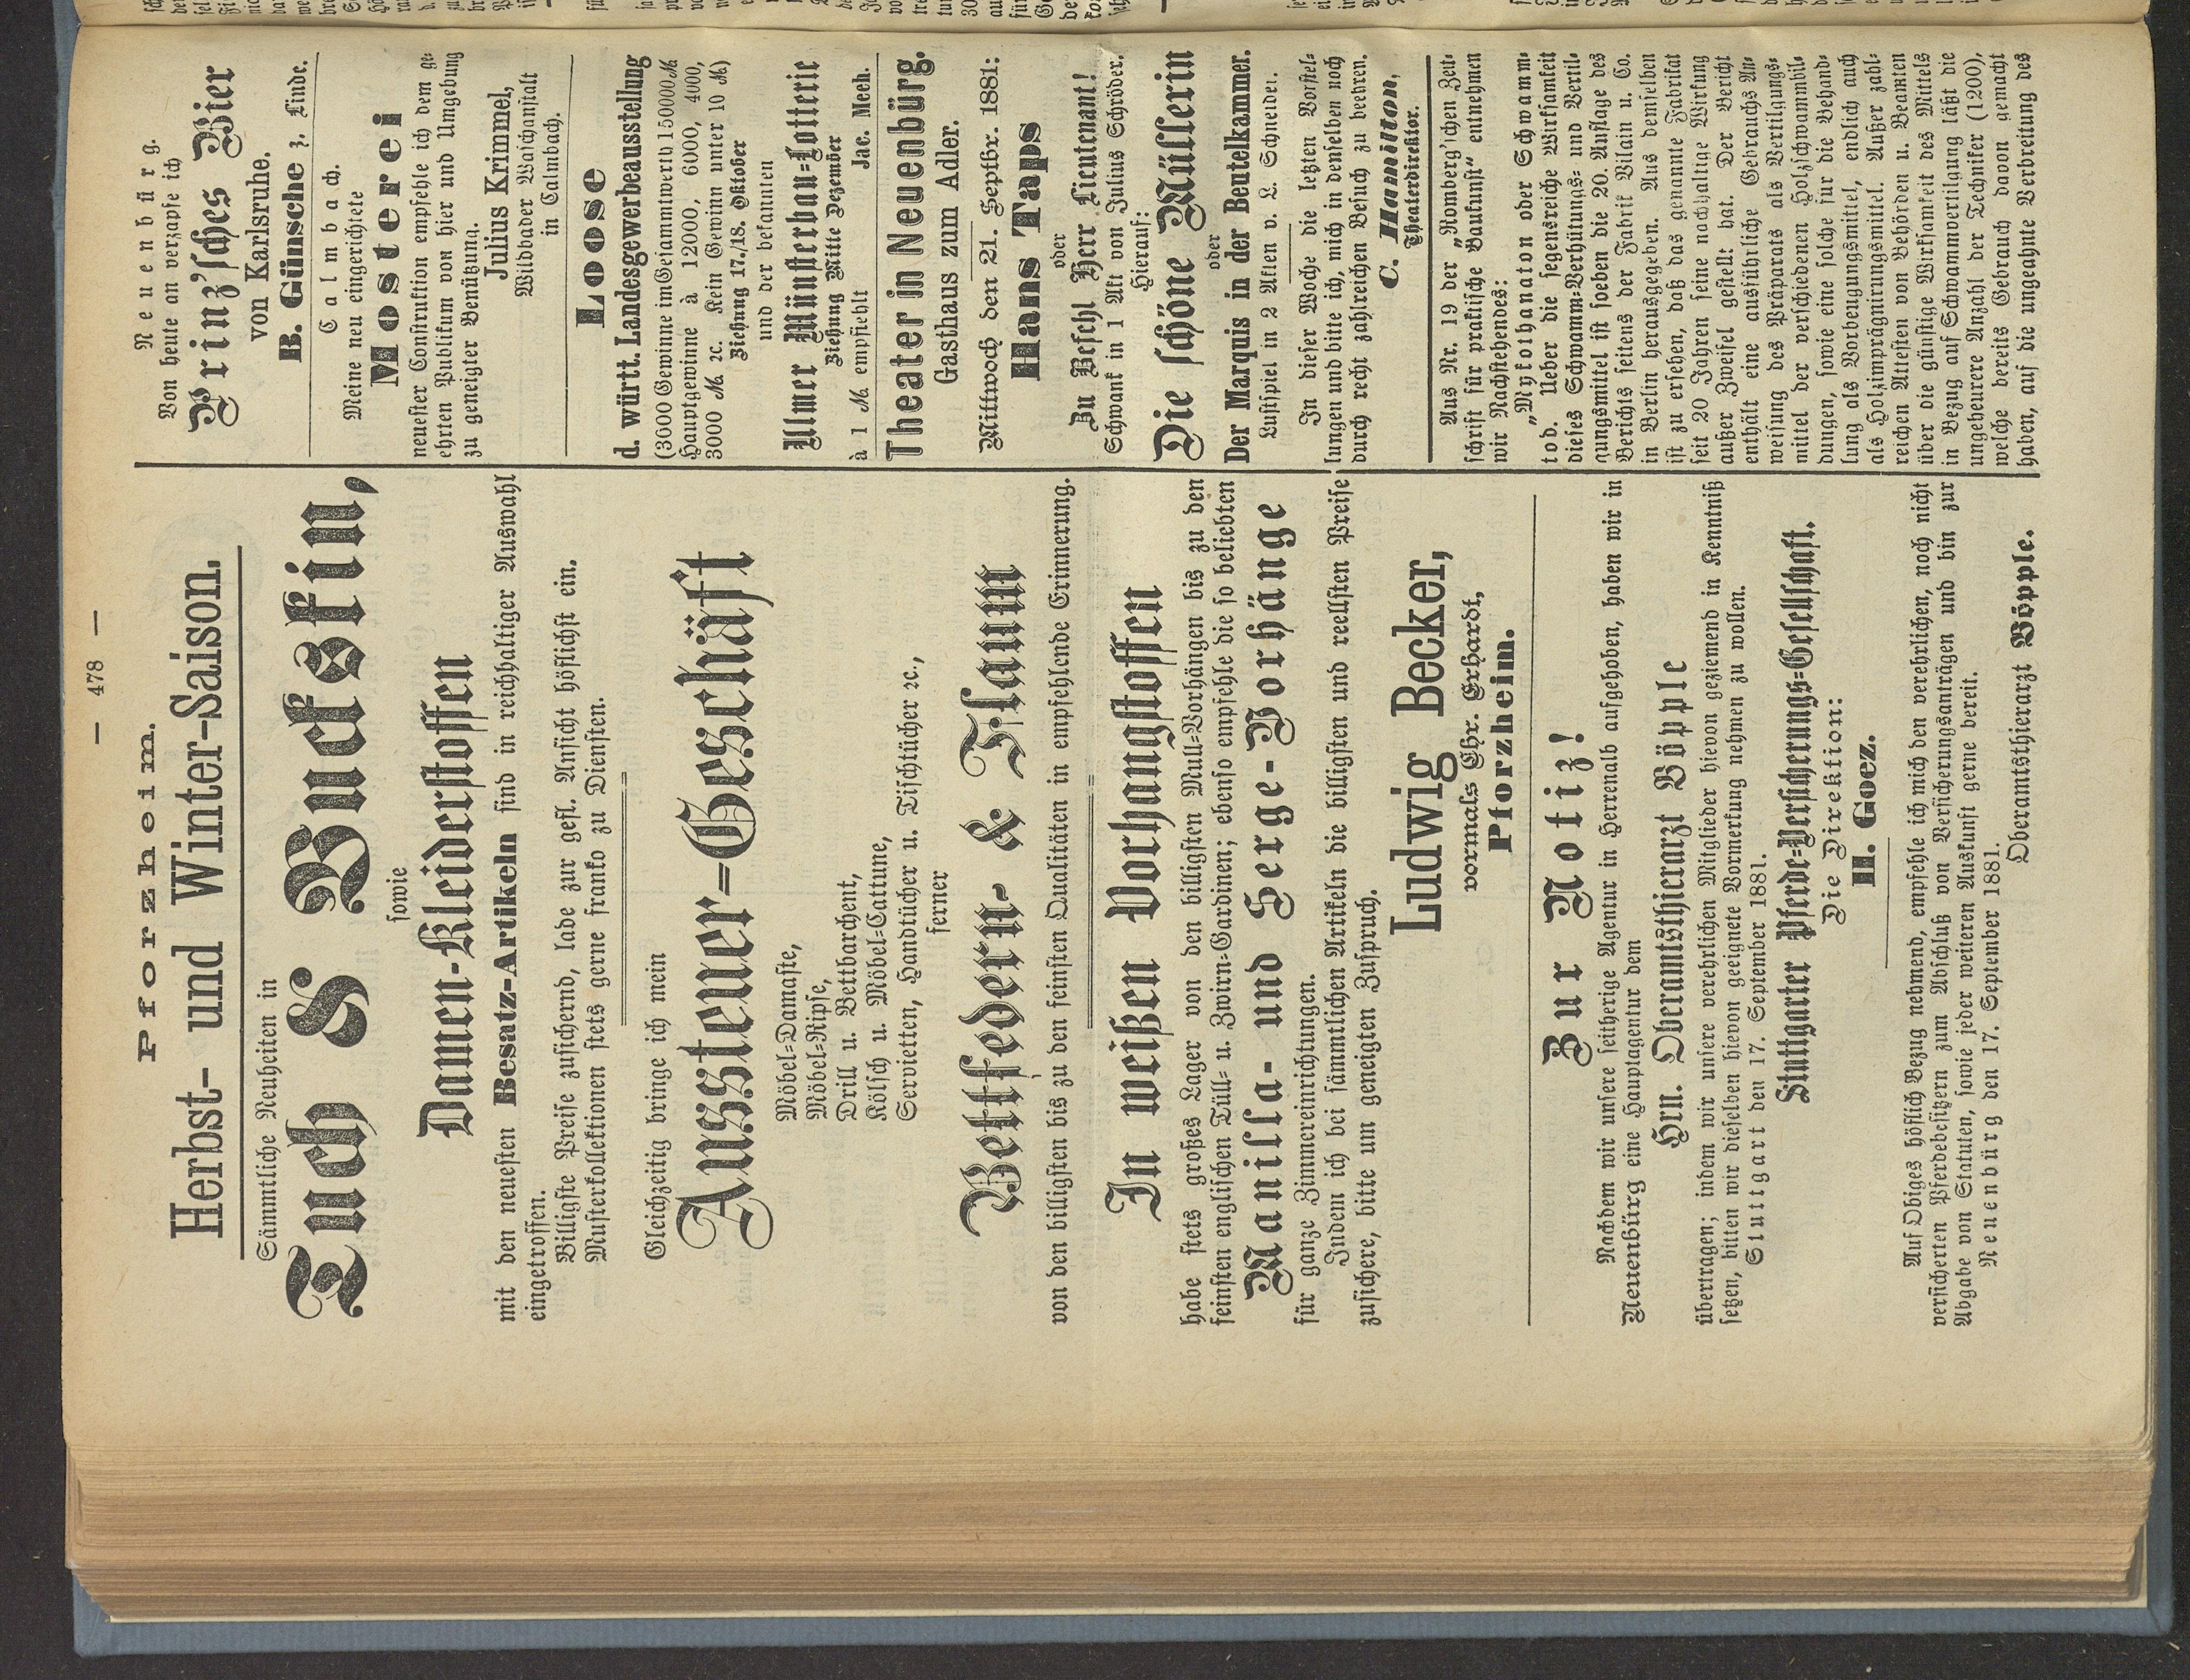 — 478 —
Pforzheim.
Herbst- und Winter-Saison.
Sämmtliche Neuheiten in
Tuch & Buckskin,
sowie
Damen-Kleiderstoffen
mit den neuesten Besatz-Artikeln sind in reichhaltiger Auswahl
eingetroffen.
Billigste Preise zusichernd, lade zur gefl. Ansicht höflichst ein.
Musterkollektionen stets gerne franko zu Diensten.
Gleichzeitig bringe ich mein
Aussteuer-Geschäft
Möbel-Damaste,
Möbel-Ripse,
Drill u. Bettbarchent,
Kölsch u. Möbel-Cattune,
Servietten, Handtücher u. Tischtücher ꝛc.,
ferner
Bettfedern- & Flaum
von den billigsten bis zu den feinsten Qualitäten in empfehlende Erinnerung.
In weißen Vorhangstoffen
habe stets großes Lager von den billigsten Mull-Vorhängen bis zu den
feinsten englischen Tüll- u. Zwirn-Gardinen; ebenso empfehle die so beliebten
Manilla- und Serge-Vorhänge
für ganze Zimmereinrichtungen.
Indem ich bei sämmtlichen Artikeln die billigsten und reellsten Preise
zusichere, bitte um geneigten Zuspruch.
Ludwig Becker,
vormals Chr. Erhardt,
Pforzheim.
Zur Notiz!
Nachdem wir unsere seitherige Agentur in Herrenalb aufgehoben, haben wir in
Neuenbürg eine Hauptagentur dem
Hrn. Oberamtsthierarzt Böpple
übertragen; indem wir unsere verehrlichen Mitglieder hievon geziemend in Kenntniß
setzen, bitten wir dieselben hievon geeignete Vormerkung nehmen zu wollen.
Stuttgart den 17. September 1881.
Stuttgarter Pferde-Versicherungs-Gesellschaft.
Die Direktion:
H. Goez.
Auf Obiges höflich Bezug nehmend, empfehle ich mich den verehrlichen, noch nicht
versicherten Pferdebesitzern zum Abschluß von Versicherungsanträgen und bin zur
Abgabe von Statuten, sowie jeder weiteren Auskunft gerne bereit.
Neuenbürg den 17. September 1881.
Oberamtsthierarzt Böpple.
Neuenbürg.
Von heute an verzapfe ich
Prinz'sches Bier
von Karlsruhe.
B. Günsche z. Linde.
Calmbach.
Meine neu eingerichtete
Mosterei
neuester Construktion empfehle ich dem ge-
ehrten Publikum von hier und Umgebung
zu geneigter Benützung.
Julius Krimmel,
Wildbader Waschanstalt
in Calmbach.
Loose
d. württ. Landesgewerbeausstellung
(3000 Gewinne im Gesammtwerth 150000 M
Hauptgewinne à 12000, 6000, 4000,
3000 M. ꝛc. Kein Gewinn unter 10 M)
Ziehung 17./18. Oktober
und der bekannten
Ulmer Münsterbau-Lotterie
Ziehung Mitte Dezember
à 1 M. empfiehlt Jac. Meeh.
Theater in Neuenbürg.
Gasthaus zum Adler.
Mittwoch den 21. Septbr. 1881:
Hans Taps
oder
Zu Befehl Herr Lieutenant!
Schwank in 1 Akt von Julius Schröder.
Hierauf:
Die schöne Müllerin
oder
Der Marquis in der Beutelkammer.
Lustspiel in 2 Akten v. L. Schneider.
In dieser Woche die letzten Vorstel-
lungen und bitte ich, mich in denselben noch
durch recht zahlreichen Besuch zu beehren.
C. Hamilton,
Theaterdirektor.
Aus Nr. 19 der „Romberg'schen Zeit-
schrift für praktische Baukunst“ entnehmen
wir Nachstehendes:
„Mykothanaton oder Schwamm-
tod. Ueber die segensreiche Wirksamkeit
dieses Schwamm-Verhütungs- und Vertil-
gungsmittel ist soeben die 20. Auflage des
Berichts seitens der Fabrik Vilain u. Co.
in Berlin herausgegeben. Aus demselben
ist zu ersehen, daß das genannte Fabrikat
seit 20 Jahren seine nachhaltige Wirkung
außer Zweifel gestellt hat. Der Bericht
enthält eine ausführliche Gebrauchs An-
weisung des Präparats als Vertilgungs-
mittel der verschiedenen Holzschwammbil-
dungen, sowie eine solche für die Behand-
lung als Vorbeugungsmittel, endlich auch
als Holzimprägnirungsmittel. Außer zahl-
reichen Attesten von Behörden u. Beamten
über die günstige Wirksamkeit des Mittels
in Bezug auf Schwammvertilgung läßt die
ungeheurere Anzahl der Techniker (1200),
welche bereits Gebrauch davon gemacht
haben, auf die ungeahnte Verbreitung des